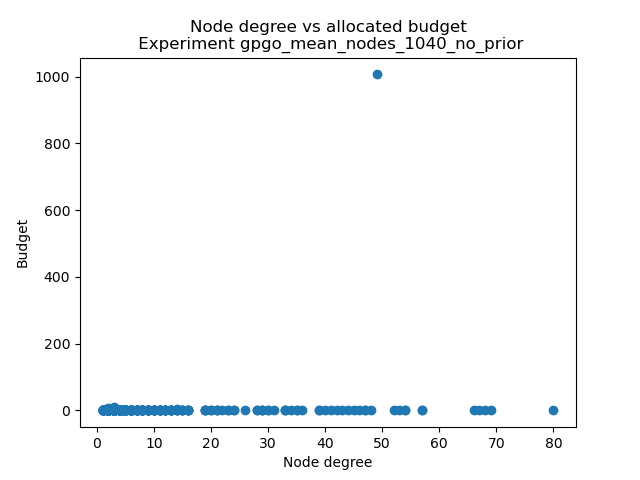 Node degree vs allocated budget
Experiment gpgo_mean_nodes_1040_no_prior
1000
800
600
400
200
0
Budget
0 10 20 30 40 50 60 70 80
Node degree